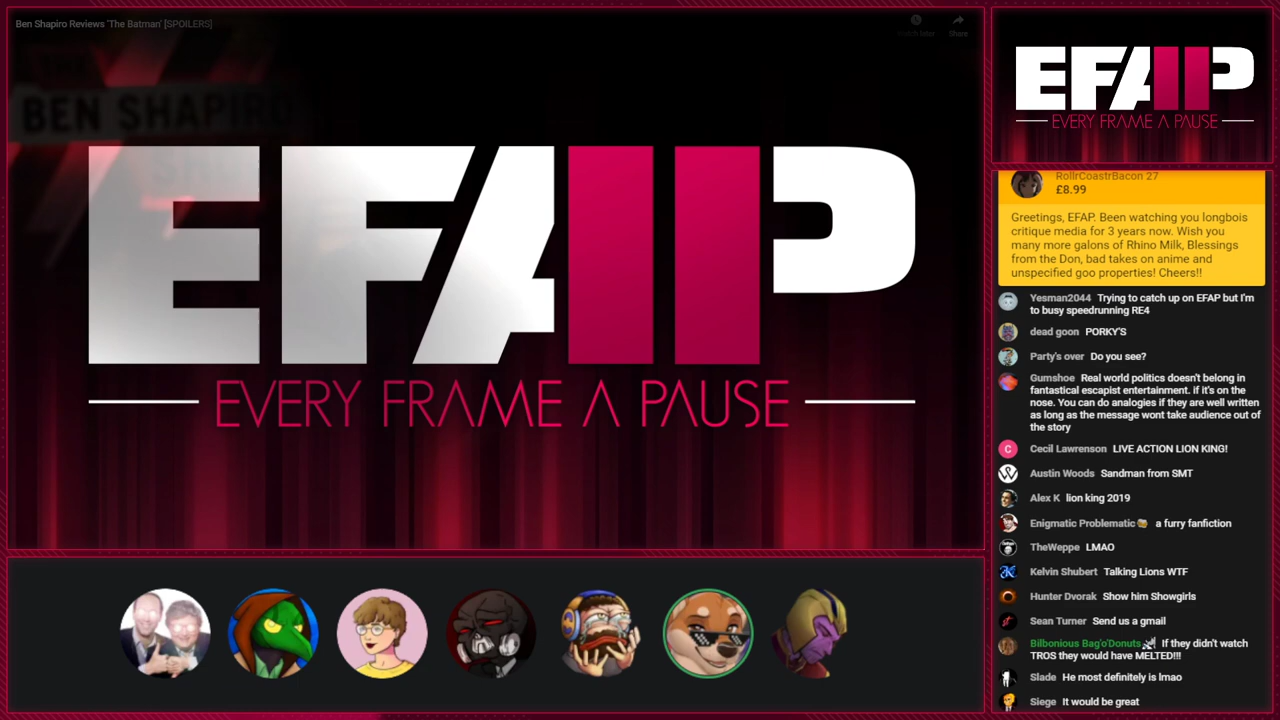 Ben Shapiro Reviews 'The Batman' [SPOILERS]
Watch later
Share
THE
BEN SHAPIRO
SHOW
EFAP
EVERY FRAME A PAUSE
EFAP
EVERY FRAME A PAUSE
RollrCoastrBacon 27
£8.99
Greetings, EFAP. Been watching you longbois
critique media for 3 years now. Wish you
many more galons of Rhino Milk, Blessings
from the Don, bad takes on anime and
unspecified goo properties! Cheers!!
Yesman2044 Trying to catch up on EFAP but I'm
to busy speedrunning RE4
dead goon PORKY'S
Party's over Do you see?
Gumshoe Real world politics doesn't belong in
fantastical escapist entertainment. if it's on the
nose. You can do analogies if they are well written
as long as the message wont take audience out of
the story
C
Cecil Lawrenson LIVE ACTION LION KING!
Austin Woods Sandman from SMT
Alex K lion king 2019
Enigmatic Problematic a furry fanfiction
TheWeppe LMAO
Kelvin Shubert Talking Lions WTF
Hunter Dvorak Show him Showgirls
Sean Turner Send us a gmail
Bilbonious Bag'o'Donuts If they didn't watch
TROS they would have MELTED!!!
Slade He most definitely is lmao
Siege It would be great